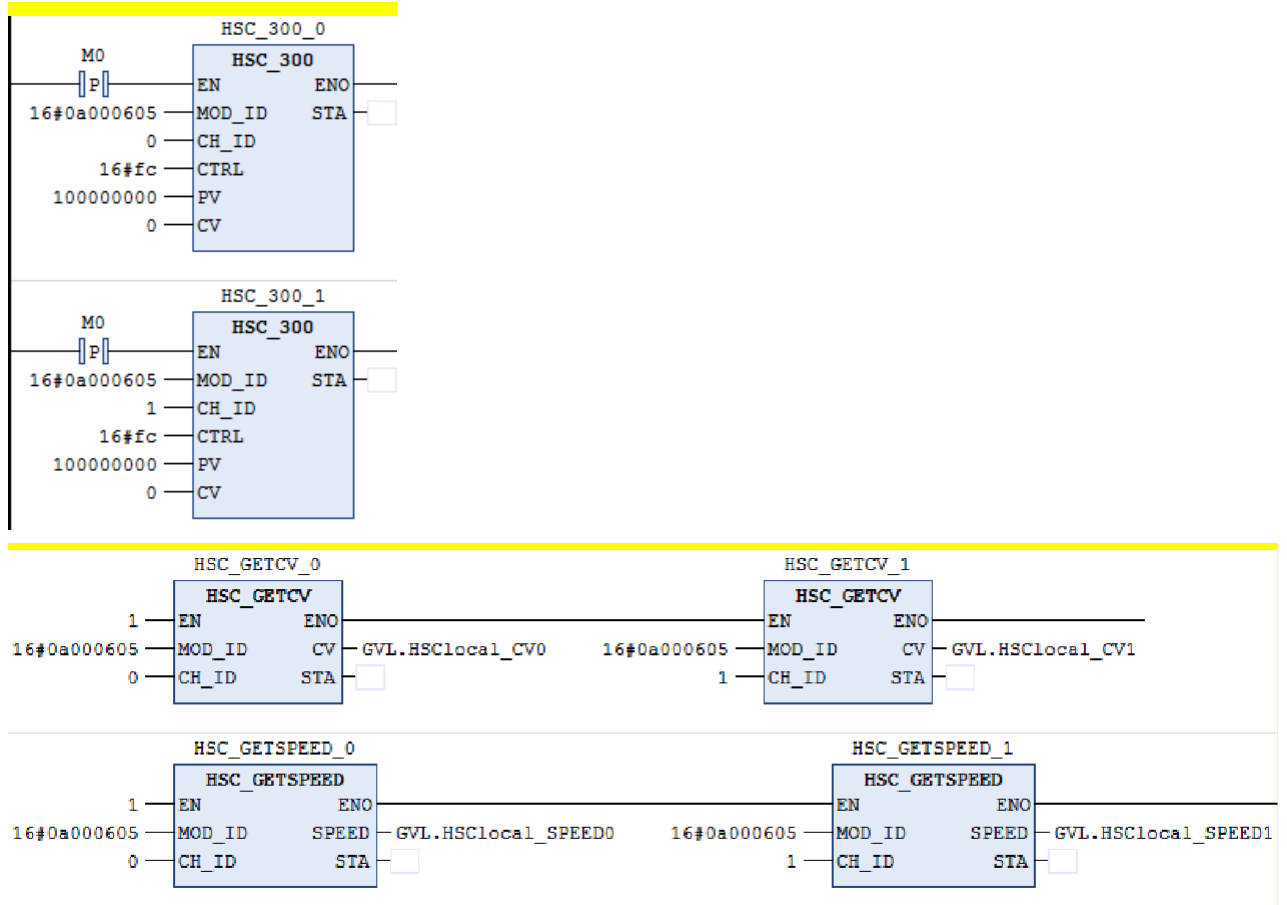 HSC_300_0
M0 HSC_300
P EN ENO
16#0a000605 MOD_ID STA
0 CH_ID
16#fc CTRL
100000000 PV
0 CV
HSC_300_1
M0 HSC_300
P EN ENO
16#0a000605 MOD_ID STA
1 CH_ID
16#fc CTRL
100000000 PV
0 CV
HSC_GETCV_0 HSC_GETCV_1
HSC_GETCV HSC_GETCV
1 EN ENO EN ENO
16#0a000605 MOD_ID CV GVL.HSClocal_CV0 16#0a000605 MOD_ID CV GVL.HSClocal_CV1
0 CH_ID STA 1 CH_ID STA
HSC_GETSPEED_0 HSC_GETSPEED_1
HSC_GETSPEED HSC_GETSPEED
1 EN ENO EN ENO
16#0a000605 MOD_ID SPEED GVL.HSClocal_SPEED0 16#0a000605 MOD_ID SPEED GVL.HSClocal_SPEED1
0 CH_ID STA 1 CH_ID STA